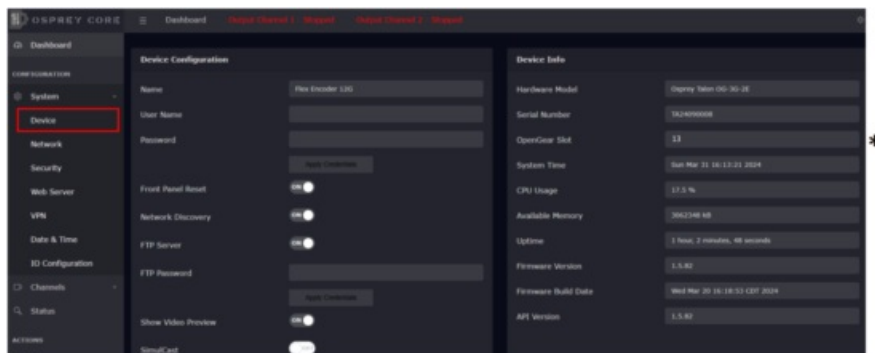 OSPREY CORE
Dashboard
Output Channel 1 - Stopped
Output Channel 2 - Stopped
Dashboard
CONFIGURATION
System
Device
Network
Security
Web Server
VPN
Date & Time
IO Configuration
Channels
Status
ACTIONS
Device Configuration
Name
Flex Encoder 12G
User Name
Password
Apply Credentials
Front Panel Reset
ON
Network Discovery
ON
FTP Server
ON
FTP Password
Apply Credentials
Show Video Preview
ON
SimulCast
Device Info
Hardware Model
Osprey Talon OG-3G-2E
Serial Number
TA24090008
OpenGear Slot
13
*
System Time
Sun Mar 31 16:13:21 2024
CPU Usage
17.5 %
Available Memory
3062348 kB
Uptime
1 hour, 2 minutes, 48 seconds
Firmware Version
1.5.82
Firmware Build Date
Wed Mar 20 16:18:53 CDT 2024
API Version
1.5.82